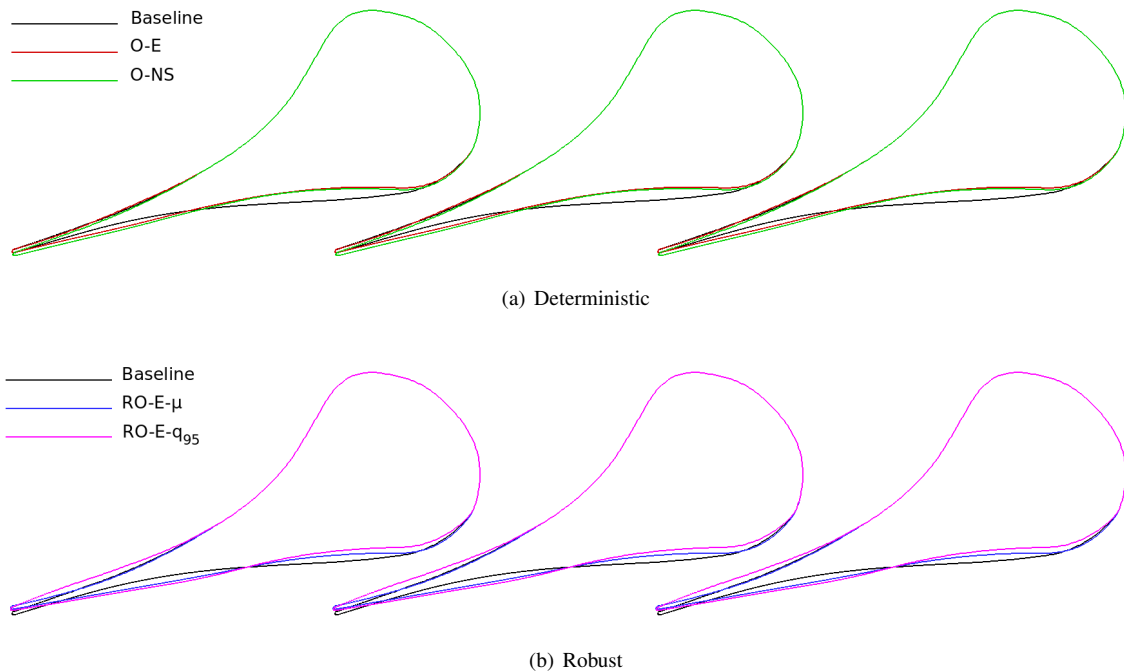 Baseline
O-E
O-NS
(a) Deterministic
Baseline
RO-E-μ
RO-E-q95
(b) Robust